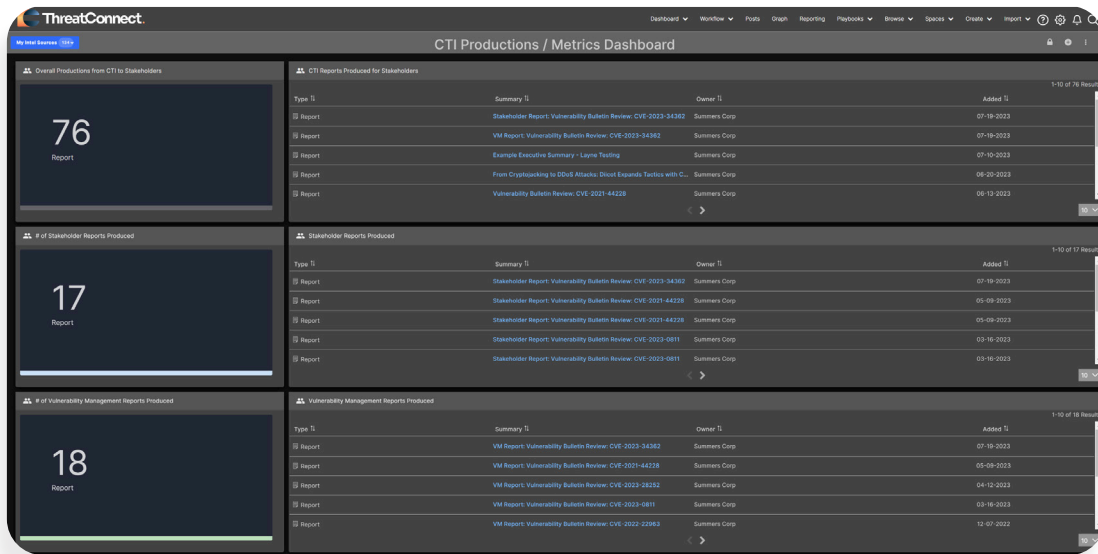 ThreatConnect.
Dashboard Workflow Posts Graph Reporting Playbooks Browse Spaces Create Import
My Intel Sources
CTI Productions / Metrics Dashboard
Overall Productions from CTI to Stakeholders
76
Report
CTI Reports Produced for Stakeholders
1-10 of 76 Result
Type Summary Owner Added
Report Stakeholder Report: Vulnerability Bulletin Review: CVE-2023-34362 Summers Corp 07-19-2023
Report VM Report: Vulnerability Bulletin Review: CVE-2023-34362 Summers Corp 07-19-2023
Report Example Executive Summary - Layne Testing Summers Corp 07-10-2023
Report From Cryptojacking to DDoS Attacks: Diicot Expands Tactics with C... Summers Corp 06-20-2023
Report Vulnerability Bulletin Review: CVE-2021-44228 Summers Corp 06-13-2023
10
# of Stakeholder Reports Produced
17
Report
Stakeholder Reports Produced
1-10 of 17 Result
Type Summary Owner Added
Report Stakeholder Report: Vulnerability Bulletin Review: CVE-2023-34362 Summers Corp 07-19-2023
Report Stakeholder Report: Vulnerability Bulletin Review: CVE-2021-44228 Summers Corp 05-09-2023
Report Stakeholder Report: Vulnerability Bulletin Review: CVE-2021-44228 Summers Corp 05-09-2023
Report Stakeholder Report: Vulnerability Bulletin Review: CVE-2023-0811 Summers Corp 03-16-2023
Report Stakeholder Report: Vulnerability Bulletin Review: CVE-2023-0811 Summers Corp 03-16-2023
10
# of Vulnerability Management Reports Produced
18
Report
Vulnerability Management Reports Produced
1-10 of 18 Result
Type Summary Owner Added
Report VM Report: Vulnerability Bulletin Review: CVE-2023-34362 Summers Corp 07-19-2023
Report VM Report: Vulnerability Bulletin Review: CVE-2021-44228 Summers Corp 05-09-2023
Report VM Report: Vulnerability Bulletin Review: CVE-2023-28252 Summers Corp 04-12-2023
Report VM Report: Vulnerability Bulletin Review: CVE-2023-0811 Summers Corp 03-16-2023
Report VM Report: Vulnerability Bulletin Review: CVE-2022-22963 Summers Corp 12-07-2022
10